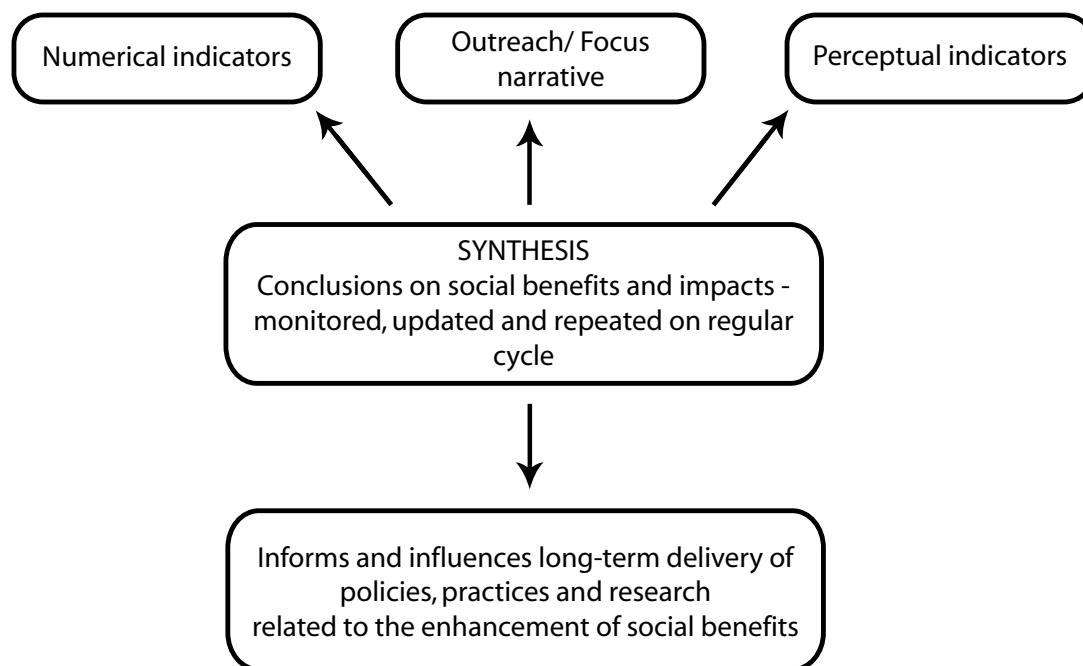 Numerical indicators
Outreach/ Focus
narrative
Perceptual indicators
SYNTHESIS
Conclusions on social benefits and impacts -
monitored, updated and repeated on regular
cycle
Informs and influences long-term delivery of
policies, practices and research
related to the enhancement of social benefits